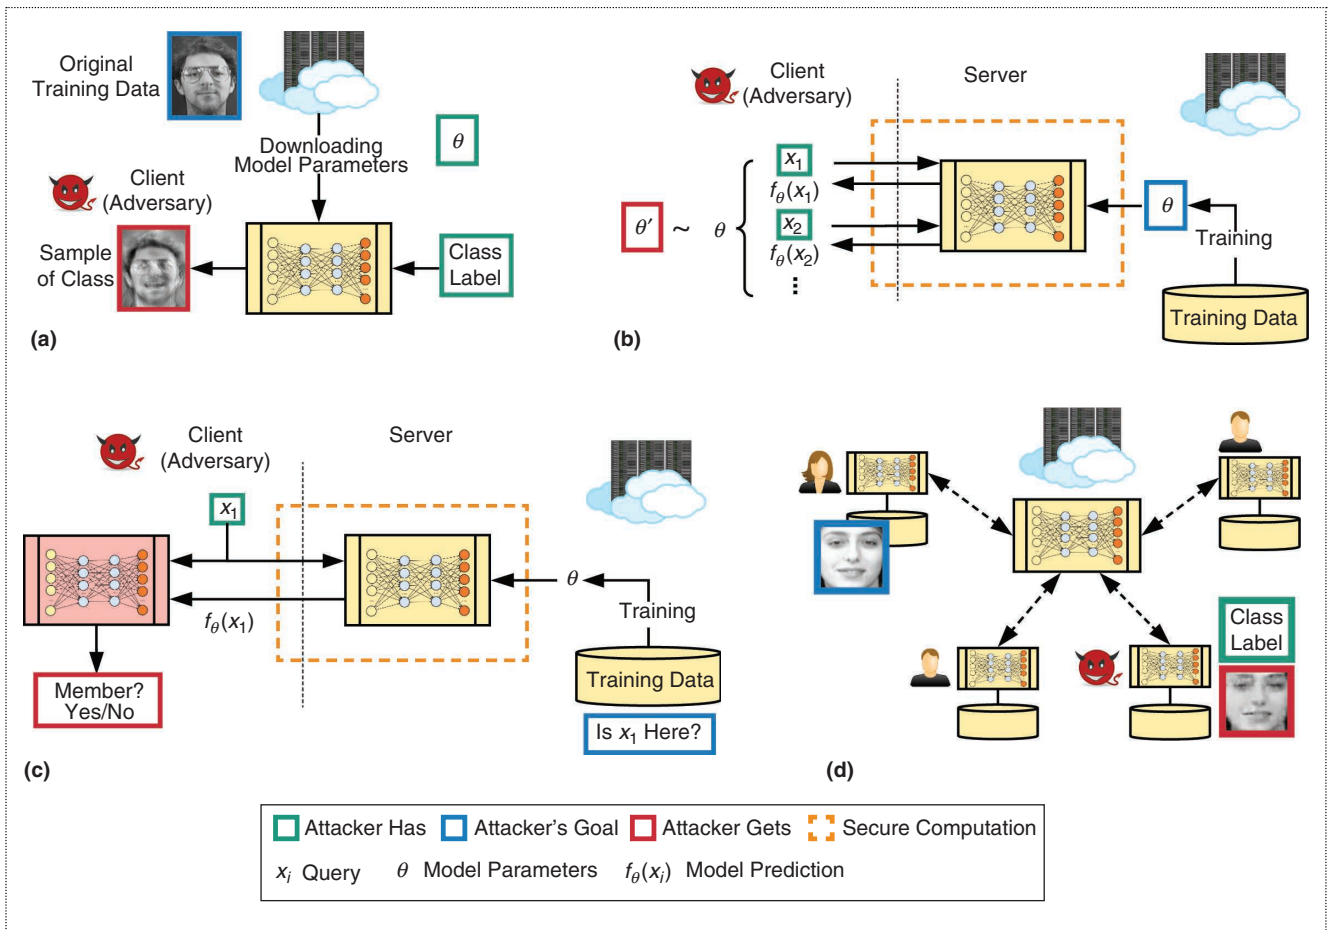 Original
Training Data
Downloading
Model Parameters
θ
Client
(Adversary)
Sample
of Class
Class
Label
(a)
Client
(Adversary)
Server
x1
fθ(x1)
x2
fθ(x2)
⋮
θ′ ~ θ
θ
Training
Training Data
(b)
Client
(Adversary)
Server
x1
fθ(x1)
θ
Training
Training Data
Member?
Yes/No
Is x1 Here?
(c)
Class
Label
(d)
Attacker Has
Attacker's Goal
Attacker Gets
Secure Computation
xi Query
θ Model Parameters
fθ(xi) Model Prediction